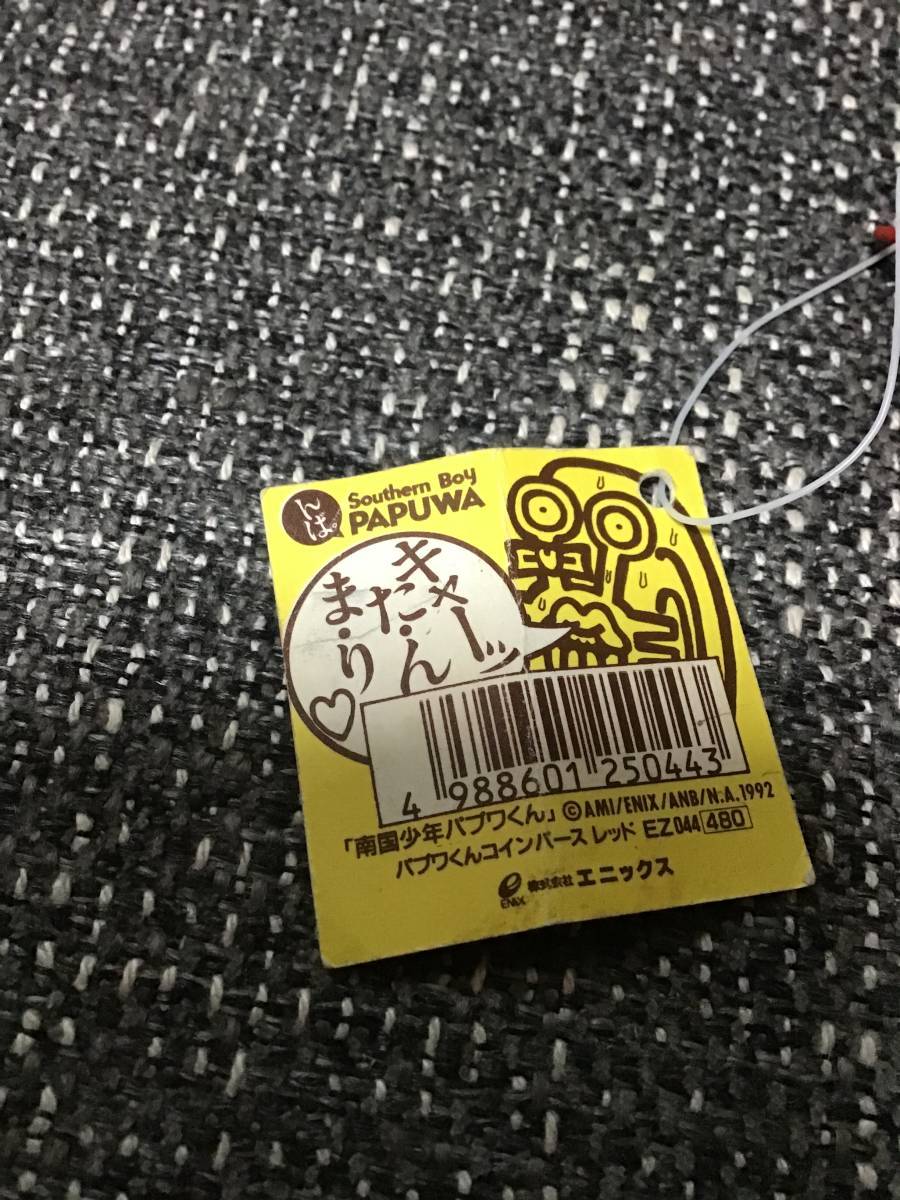 んば。
Southern Boy
PAPUWA
キャーッ
たん・
まり♡
4 988601 250443
「南国少年パプワくん」 ©AMI/ENIX/ANB/N.A.1992
パプワくんコインパース レッド EZ044 480
ENIX 株式会社 エニックス